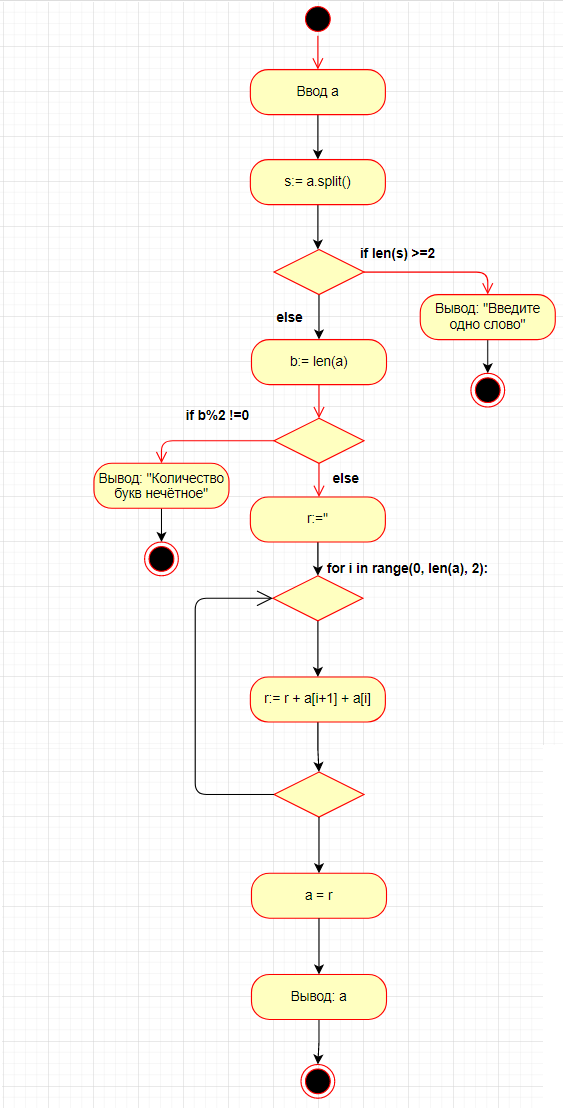 Ввод a
s:= a.split()
if len(s) >=2
Вывод: "Введите
одно слово"
else
b:= len(a)
if b%2 !=0
Вывод: "Количество
букв нечётное"
else
r:="
for i in range(0, len(a), 2):
r:= r + a[i+1] + a[i]
a = r
Вывод: a